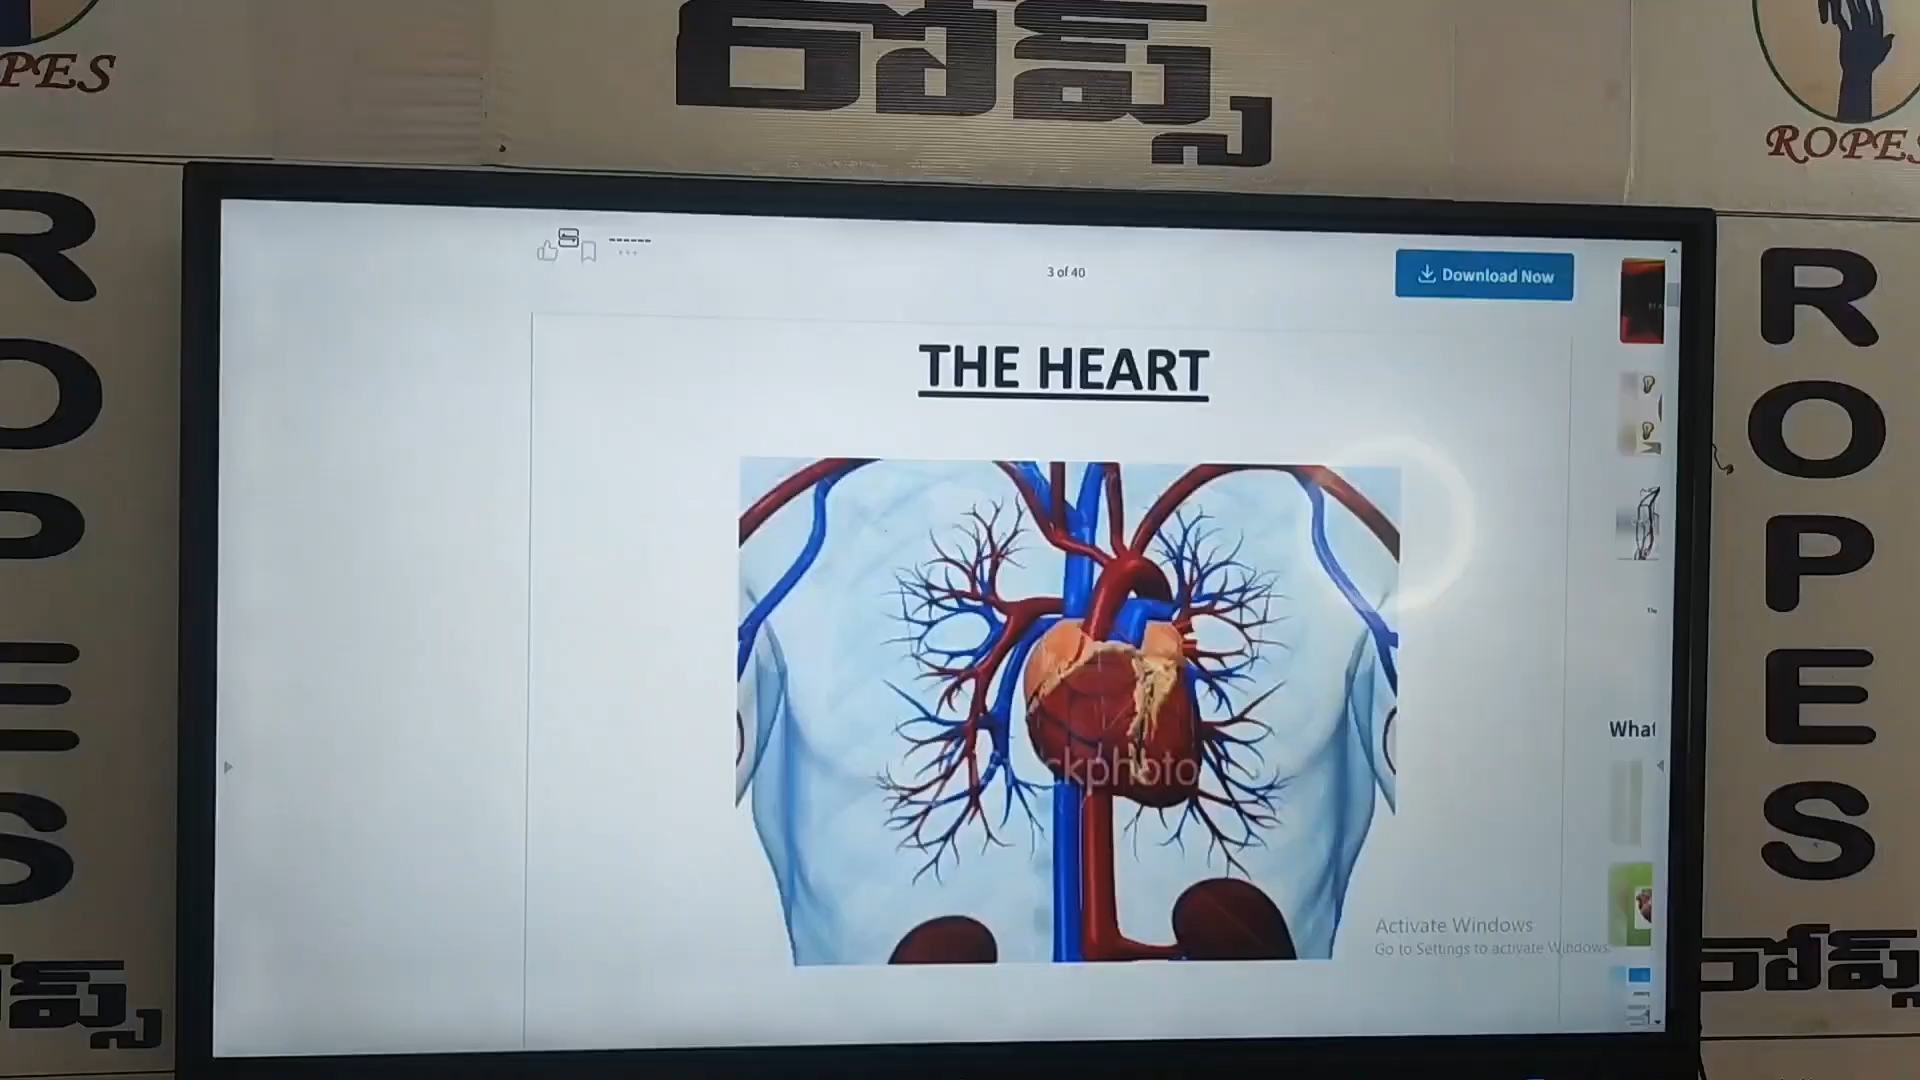 రోప్స్
PES
ROPES
ROPES
ROPES
3 of 40
Download Now
THE HEART
ckphoto
What
Activate Windows
Go to Settings to activate Windows.
రోప్స్